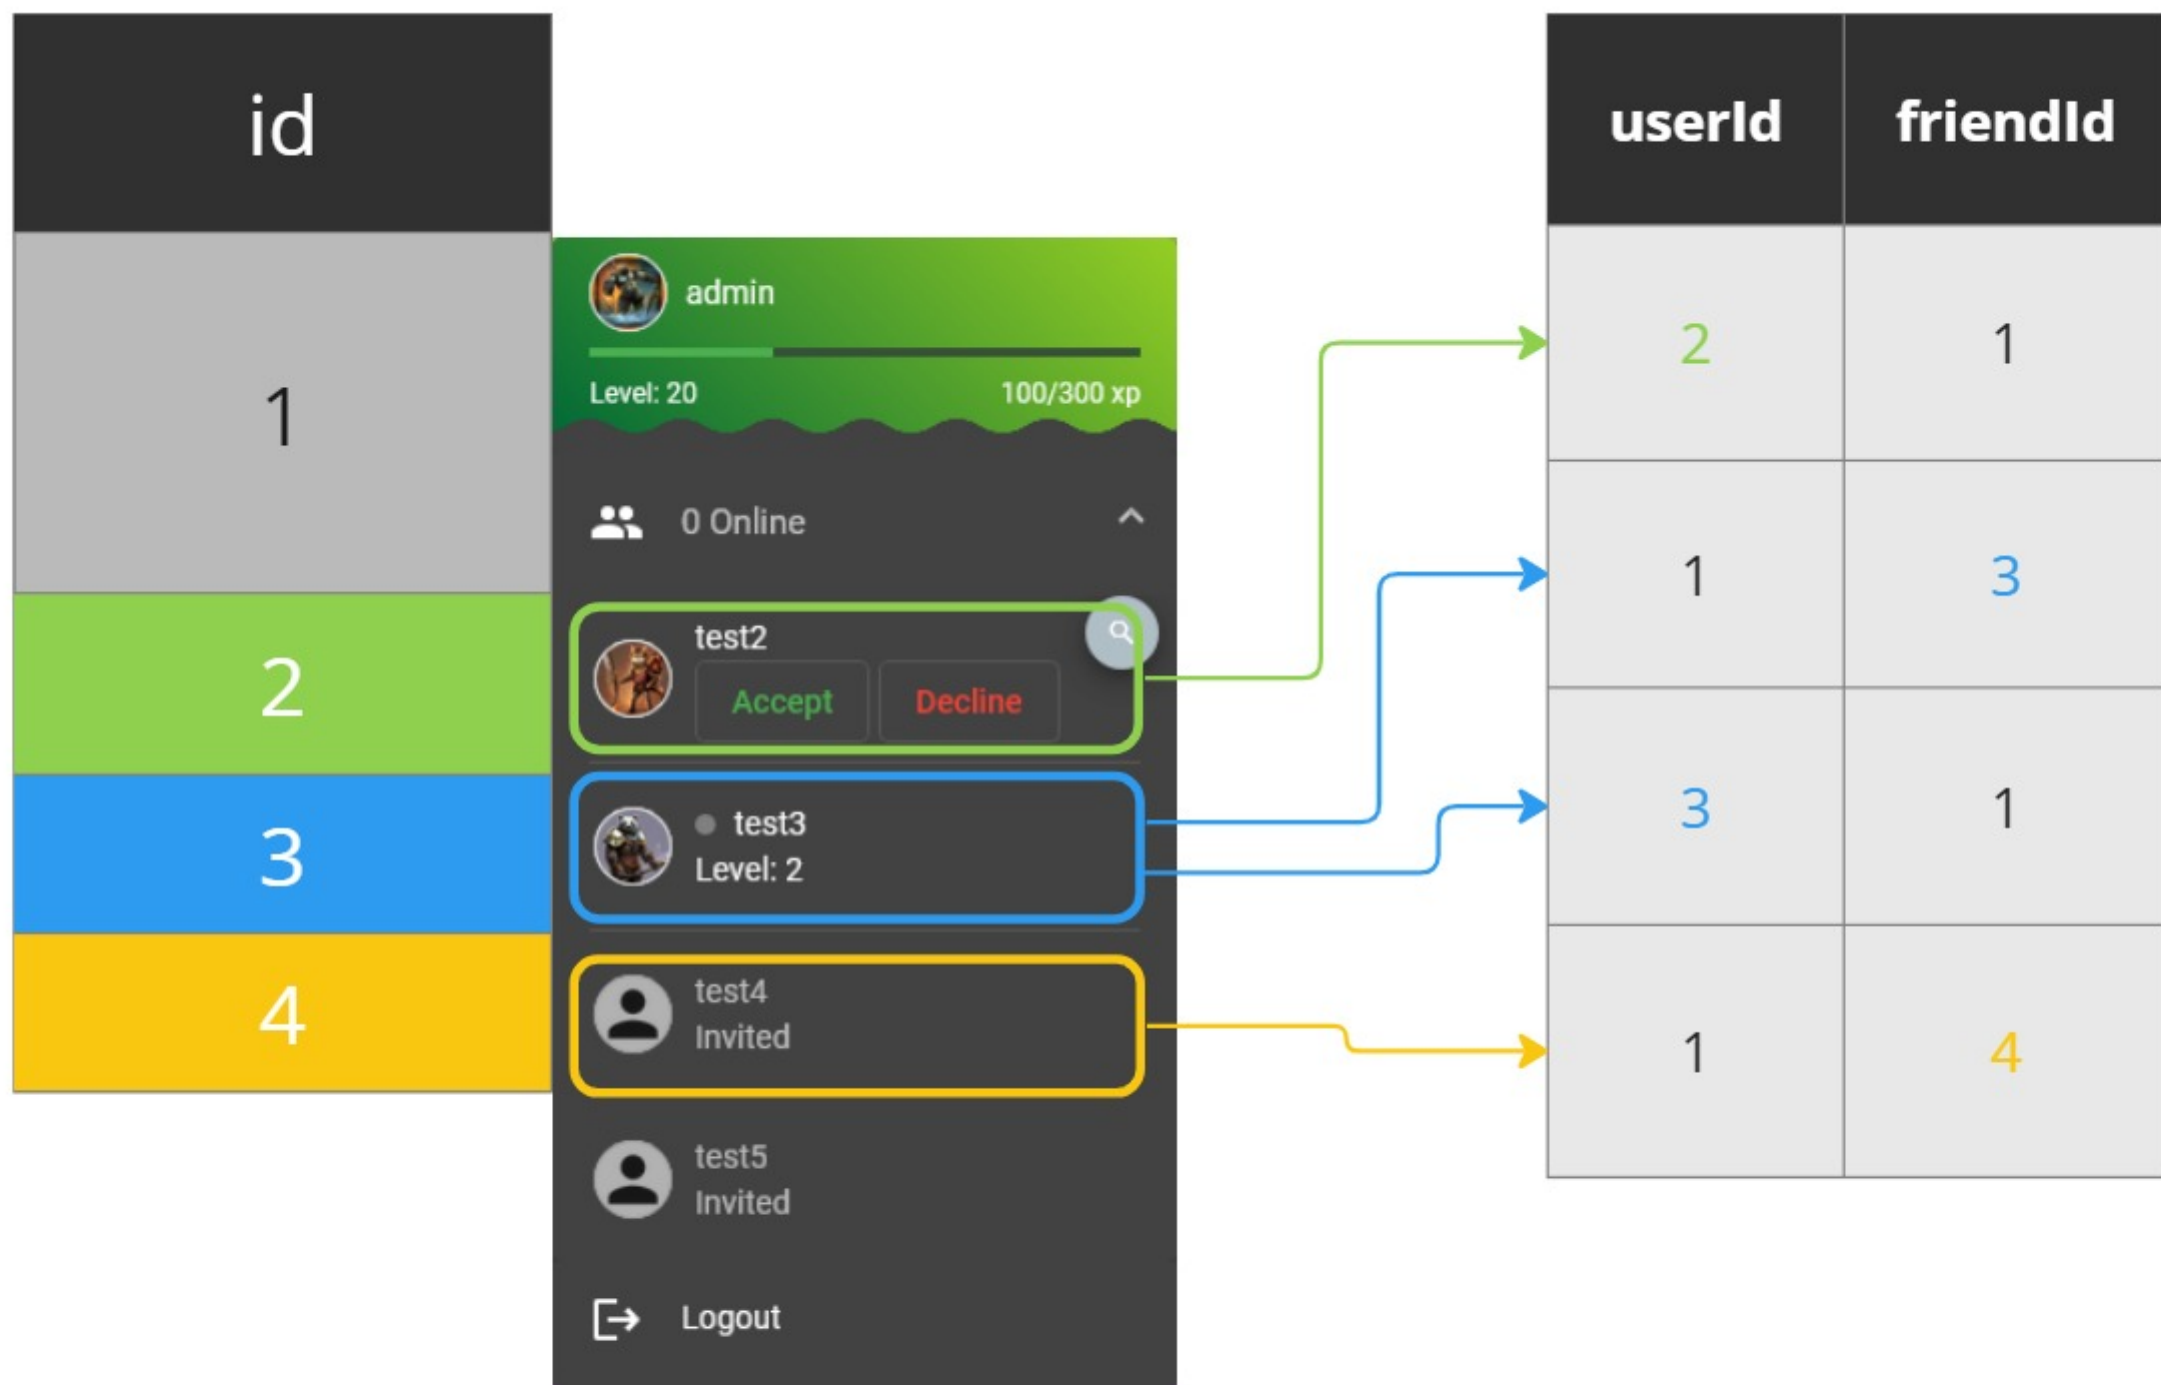 id
1
2
3
4
admin
Level: 20 100/300 xp
0 Online
test2
Accept Decline
test3
Level: 2
test4
Invited
test5
Invited
Logout
userId friendId
2 1
1 3
3 1
1 4